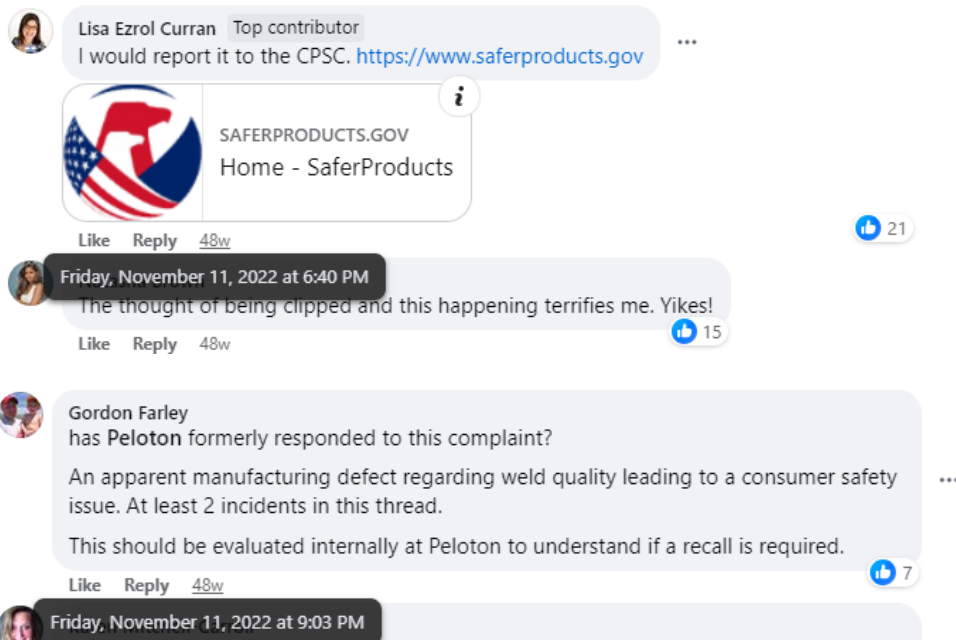 Lisa Ezrol Curran Top contributor
I would report it to the CPSC. https://www.saferproducts.gov
i
SAFERPRODUCTS.GOV
Home - SaferProducts
21
Like Reply 48w
Friday, November 11, 2022 at 6:40 PM
The thought of being clipped and this happening terrifies me. Yikes!
15
Like Reply 48w
Gordon Farley
has Peloton formerly responded to this complaint?
An apparent manufacturing defect regarding weld quality leading to a consumer safety
issue. At least 2 incidents in this thread.
This should be evaluated internally at Peloton to understand if a recall is required.
7
Like Reply 48w
Friday, November 11, 2022 at 9:03 PM